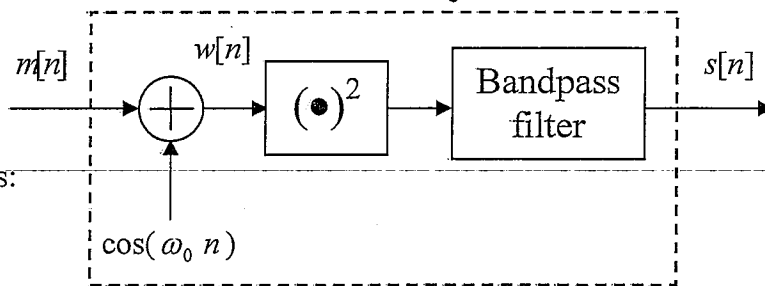 m[n]
w[n]
(●)²
Bandpass
filter
s[n]
s:
cos(ω₀ n)